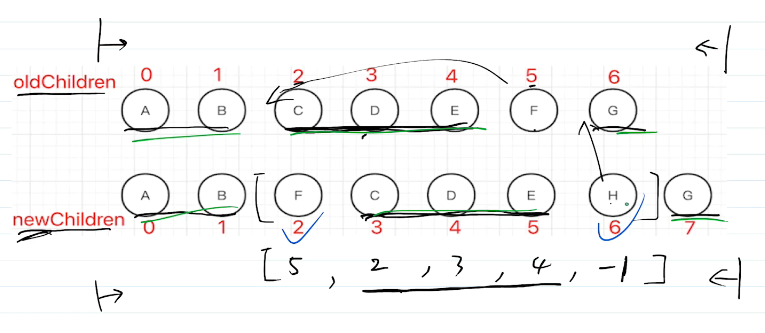 oldChildren 0 1 2 3 4 5 6
A B C D E F G
newChildren A B F C D E H G
0 1 2 3 4 5 6 7
[5, 2, 3, 4, -1]